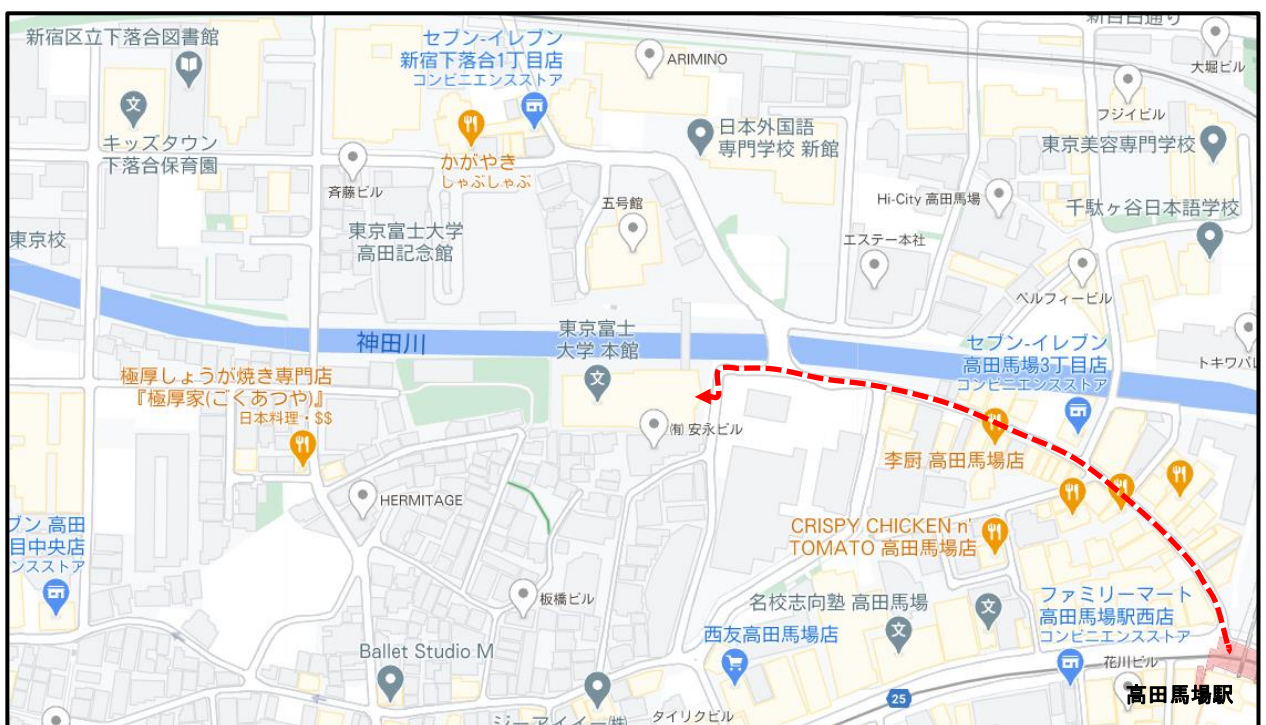 新目白通り
新宿区立下落合図書館
セブン-イレブン
新宿下落合1丁目店
コンビニエンスストア
ARIMINO
大堀ビル
フジイビル
キッズタウン
下落合保育園
かがやき
しゃぶしゃぶ
日本外国語
専門学校 新館
東京美容専門学校
斉藤ビル
五号館
Hi-City 高田馬場
千駄ヶ谷日本語学校
東京校
東京富士大学
高田記念館
エステー本社
ベルフィービル
神田川
東京富士
大学 本館
セブン-イレブン
高田馬場3丁目店
コンビニエンスストア
トキワパレ
極厚しょうが焼き専門店
『極厚家(ごくあつや)』
日本料理・$$
㈲ 安永ビル
李厨 高田馬場店
HERMITAGE
ブン 高田
目中央店
ンスストア
CRISPY CHICKEN n'
TOMATO 高田馬場店
板橋ビル
名校志向塾 高田馬場
ファミリーマート
高田馬場駅西店
コンビニエンスストア
西友高田馬場店
Ballet Studio M
花川ビル
25
高田馬場駅
ジーアイイー(株)
タイリクビル